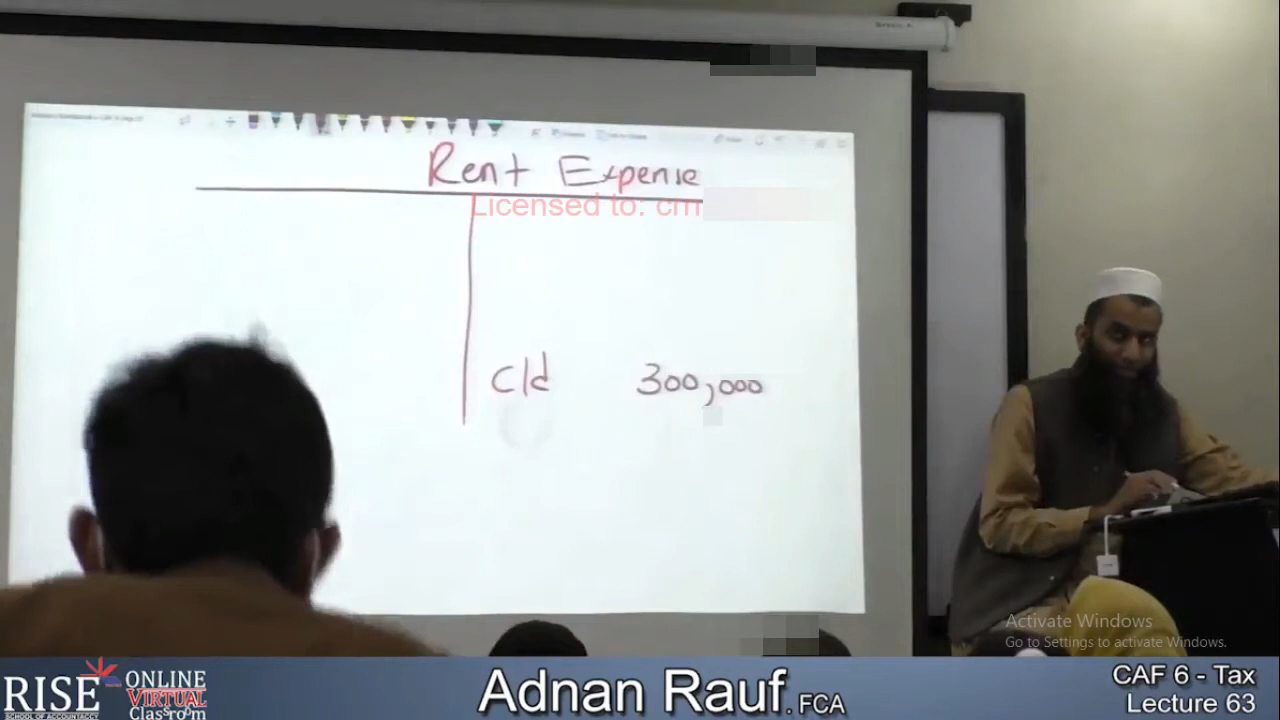 Rent Expense
Licensed to: cm
C/d 300,000
Activate Windows
Go to Settings to activate Windows.
RISE ONLINE VIRTUAL Classroom
SCHOOL OF ACCOUNTANCY
Adnan Rauf. FCA
CAF 6 - Tax
Lecture 63